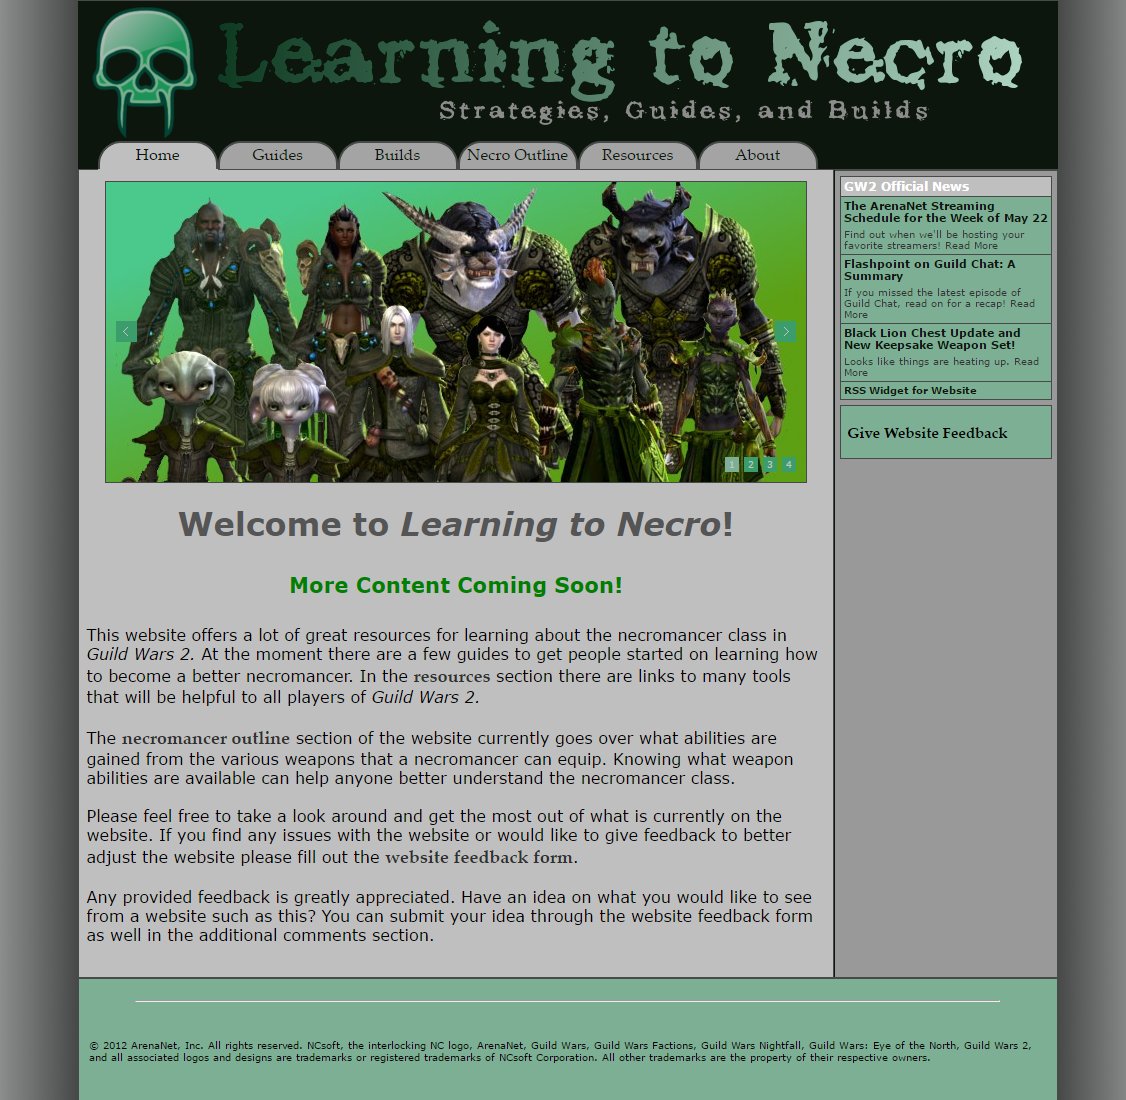 Learning to Necro
Strategies, Guides, and Builds
Home Guides Builds Necro Outline Resources About
1 2 3 4
Welcome to Learning to Necro!
More Content Coming Soon!
This website offers a lot of great resources for learning about the necromancer class in
Guild Wars 2. At the moment there are a few guides to get people started on learning how
to become a better necromancer. In the resources section there are links to many tools
that will be helpful to all players of Guild Wars 2.
The necromancer outline section of the website currently goes over what abilities are
gained from the various weapons that a necromancer can equip. Knowing what weapon
abilities are available can help anyone better understand the necromancer class.
Please feel free to take a look around and get the most out of what is currently on the
website. If you find any issues with the website or would like to give feedback to better
adjust the website please fill out the website feedback form.
Any provided feedback is greatly appreciated. Have an idea on what you would like to see
from a website such as this? You can submit your idea through the website feedback form
as well in the additional comments section.
GW2 Official News
The ArenaNet Streaming
Schedule for the Week of May 22
Find out when we'll be hosting your
favorite streamers! Read More
Flashpoint on Guild Chat: A
Summary
If you missed the latest episode of
Guild Chat, read on for a recap! Read
More
Black Lion Chest Update and
New Keepsake Weapon Set!
Looks like things are heating up. Read
More
RSS Widget for Website
Give Website Feedback
© 2012 ArenaNet, Inc. All rights reserved. NCsoft, the interlocking NC logo, ArenaNet, Guild Wars, Guild Wars Factions, Guild Wars Nightfall, Guild Wars: Eye of the North, Guild Wars 2,
and all associated logos and designs are trademarks or registered trademarks of NCsoft Corporation. All other trademarks are the property of their respective owners.